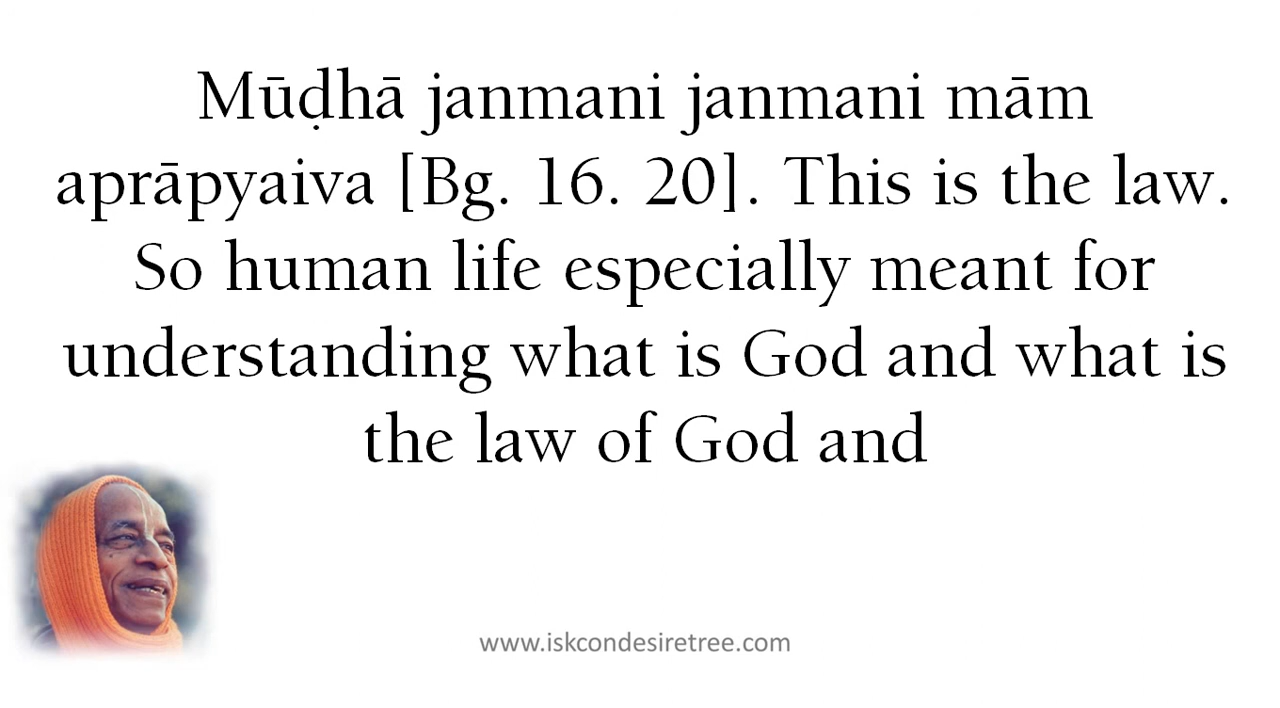 Mūḍhā janmani janmani mām
aprāpyaiva [Bg. 16. 20]. This is the law.
So human life especially meant for
understanding what is God and what is
the law of God and
www.iskcondesiretree.com